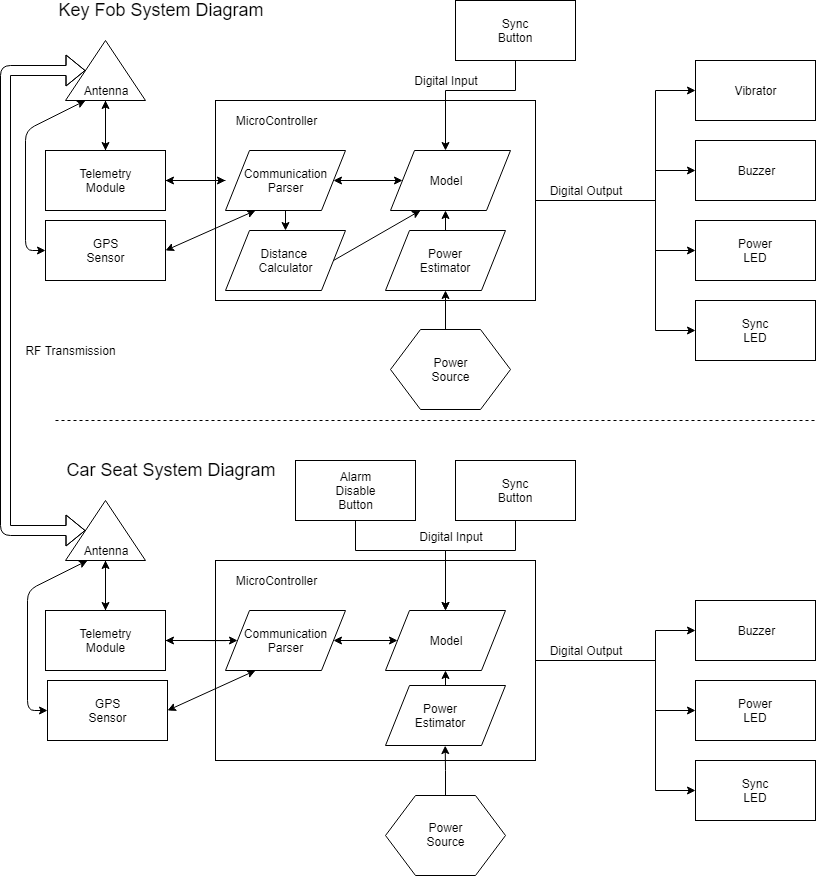 Key Fob System Diagram
Sync
Button
Digital Input
Antenna
Vibrator
MicroController
Telemetry
Module
Communication
Parser
Model
Buzzer
Digital Output
GPS
Sensor
Distance
Calculator
Power
Estimator
Power
LED
Sync
LED
RF Transmission
Power
Source
Car Seat System Diagram
Alarm
Disable
Button
Sync
Button
Digital Input
Antenna
MicroController
Telemetry
Module
Communication
Parser
Model
Buzzer
Digital Output
GPS
Sensor
Power
Estimator
Power
LED
Sync
LED
Power
Source